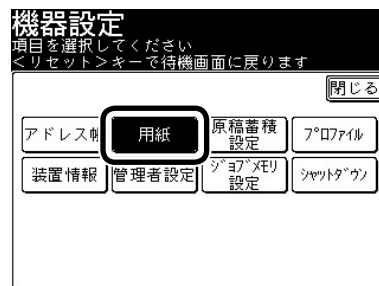 機器設定
項目を選択してください
<リセット>キーで待機画面に戻ります
閉じる
アドレス帳 用紙 原稿蓄積設定 プロファイル
装置情報 管理者設定 ジョブメモリ設定 シャットダウン